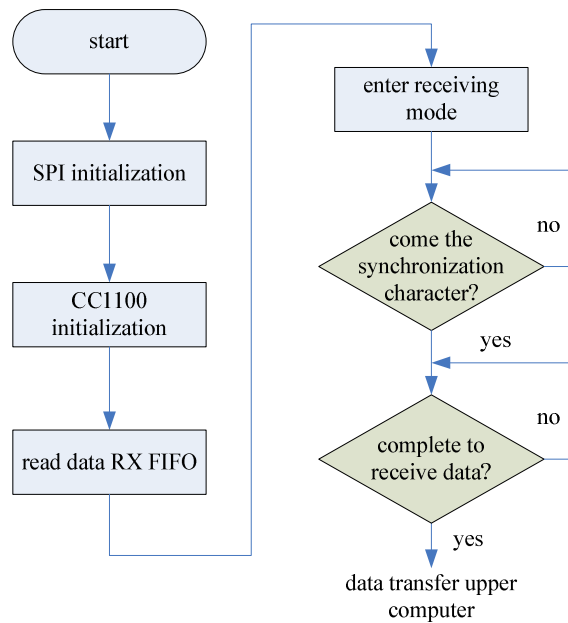 start
SPI initialization
CC1100
initialization
read data RX FIFO
enter receiving
mode
come the
synchronization
character?
no
yes
complete to
receive data?
no
yes
data transfer upper
computer